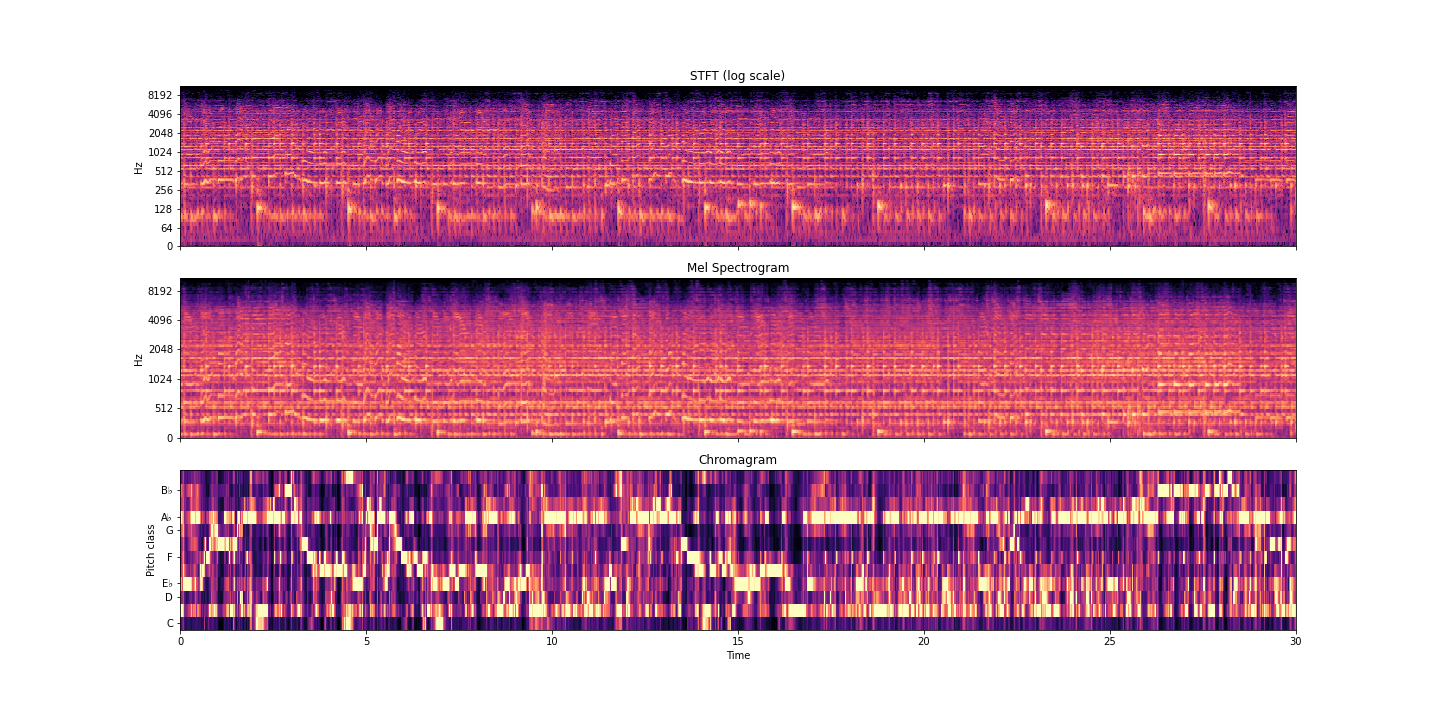 STFT (log scale)
8192
4096
2048
1024
512
256
128
64
0
Hz
Mel Spectrogram
8192
4096
2048
1024
512
0
Hz
Chromagram
B♭
A♭
G
F
E♭
D
C
Pitch class
0 5 10 15 20 25 30
Time